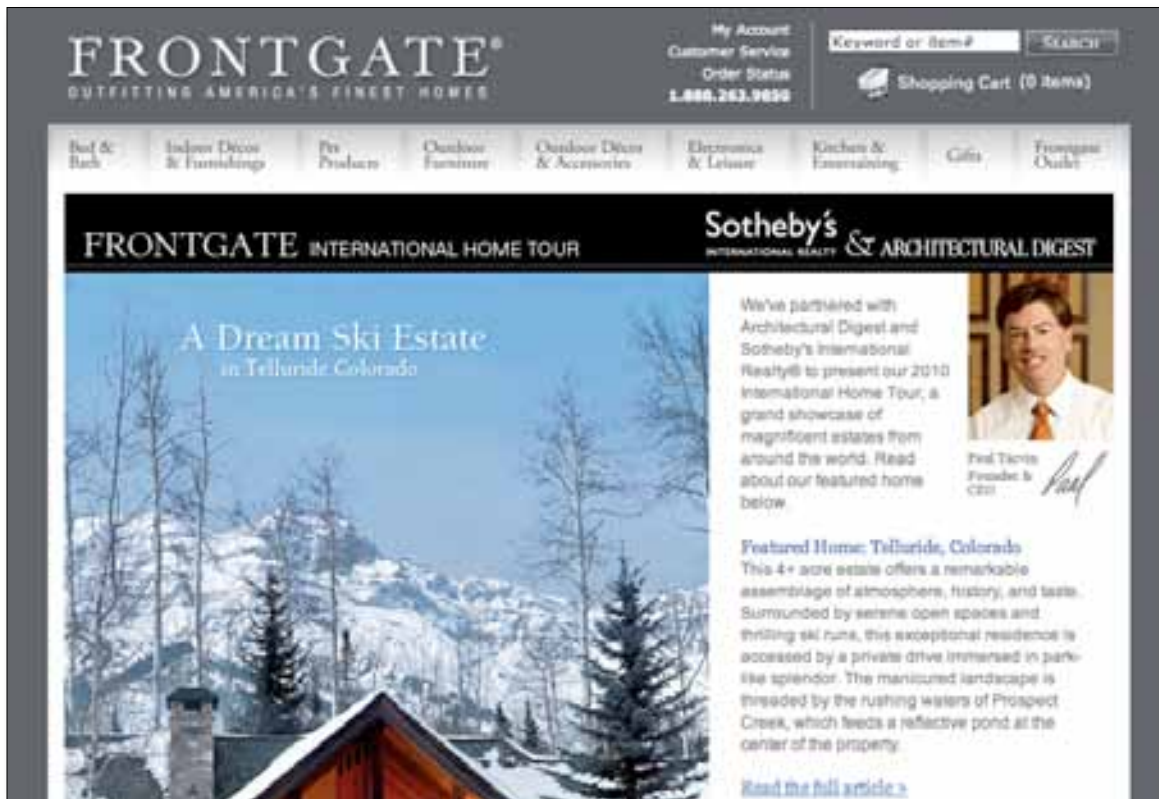 FRONTGATE®
OUTFITTING AMERICA'S FINEST HOMES
My Account
Customer Service
Order Status
1.888.263.9850
Keyword or item#
SEARCH
Shopping Cart (0 items)
Bed &
Bath
Indoor Décor
& Furnishings
Pet
Products
Outdoor
Furniture
Outdoor Décor
& Accessories
Electronics
& Leisure
Kitchen &
Entertaining
Gifts
Frontgate
Outlet
FRONTGATE INTERNATIONAL HOME TOUR
Sotheby's
INTERNATIONAL REALTY & ARCHITECTURAL DIGEST
A Dream Ski Estate
in Telluride Colorado
We've partnered with
Architectural Digest and
Sotheby's International
Realty® to present our 2010
International Home Tour, a
grand showcase of
magnificent estates from
around the world. Read
about our featured home
below.
Paul Tarvin
Founder &
CEO
Paul
Featured Home: Telluride, Colorado
This 4+ acre estate offers a remarkable
assemblage of atmosphere, history, and taste.
Surrounded by serene open spaces and
thrilling ski runs, this exceptional residence is
accessed by a private drive immersed in park-
like splendor. The manicured landscape is
threaded by the rushing waters of Prospect
Creek, which feeds a reflective pond at the
center of the property.
Read the full article >